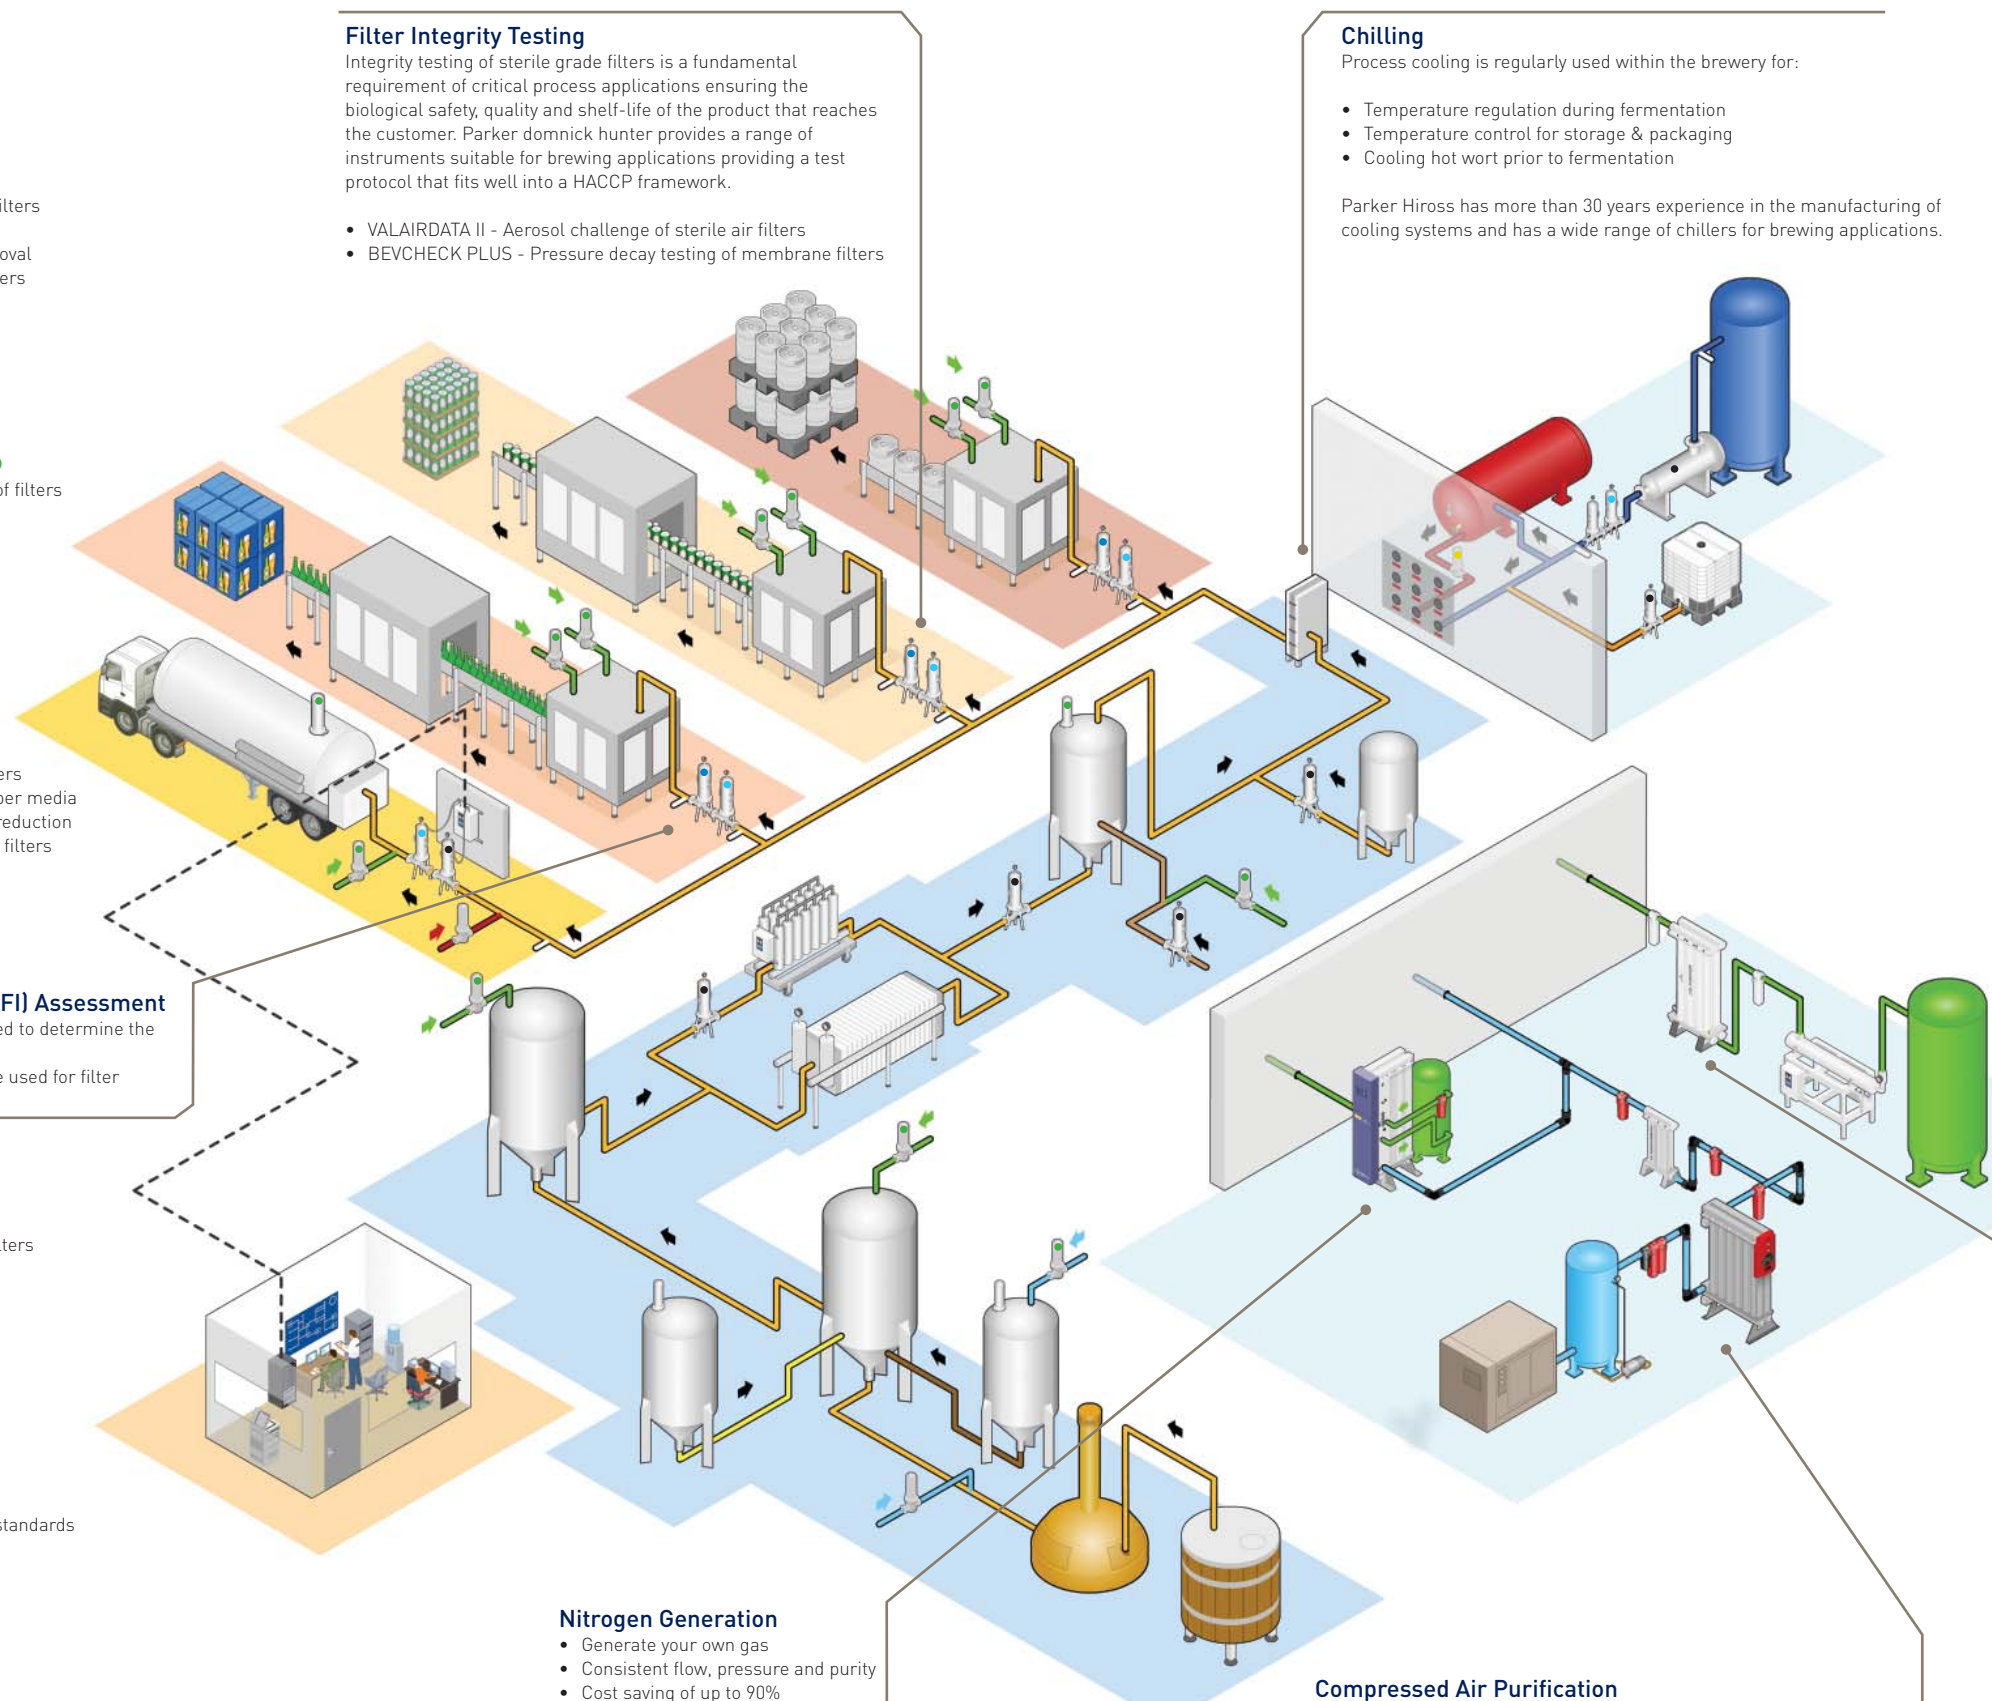 Filter Integrity Testing
Integrity testing of sterile grade filters is a fundamental
requirement of critical process applications ensuring the
biological safety, quality and shelf-life of the product that reaches
the customer. Parker domnick hunter provides a range of
instruments suitable for brewing applications providing a test
protocol that fits well into a HACCP framework.
• VALAIRDATA II - Aerosol challenge of sterile air filters
• BEVCHECK PLUS - Pressure decay testing of membrane filters
Chilling
Process cooling is regularly used within the brewery for:
• Temperature regulation during fermentation
• Temperature control for storage & packaging
• Cooling hot wort prior to fermentation
Parker Hiross has more than 30 years experience in the manufacturing of
cooling systems and has a wide range of chillers for brewing applications.
ilters
oval
ers
of filters
ers
per media
reduction
filters
FI) Assessment
ed to determine the
e used for filter
lters
standards
Nitrogen Generation
• Generate your own gas
• Consistent flow, pressure and purity
• Cost saving of up to 90%
Compressed Air Purification